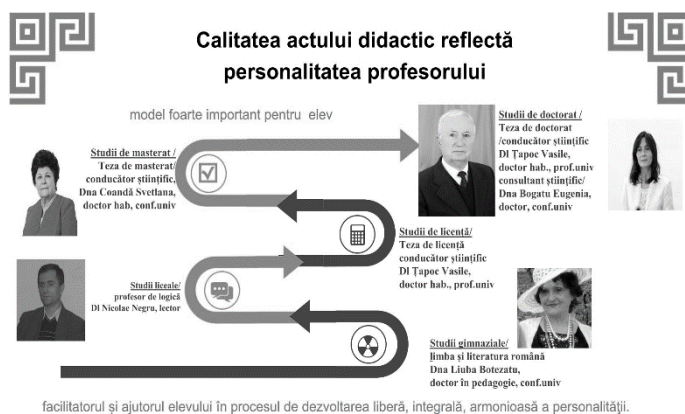 Calitatea actului didactic reflectă
personalitatea profesorului
model foarte important pentru elev
Studii de masterat /
Teza de masterat/
conducător științific,
Dna Coandă Svetlana,
doctor hab, conf.univ
Studii de doctorat /
Teza de doctorat
/conducător științific
Dl Țapoc Vasile,
doctor hab., prof.univ
consultant științific/
Dna Bogatu Eugenia,
doctor, conf.univ
Studii de licență/
Teza de licență
conducător științific
Dl Țapoc Vasile,
doctor hab., prof.univ
Studii liceale/
profesor de logică
Dl Nicolae Negru, lector
Studii gimnaziale/
limba și literatura română
Dna Liuba Botezatu,
doctor în pedagogie, conf.univ
facilitatorul și ajutorul elevului în procesul de dezvoltarea liberă, integrală, armonioasă a personalității.